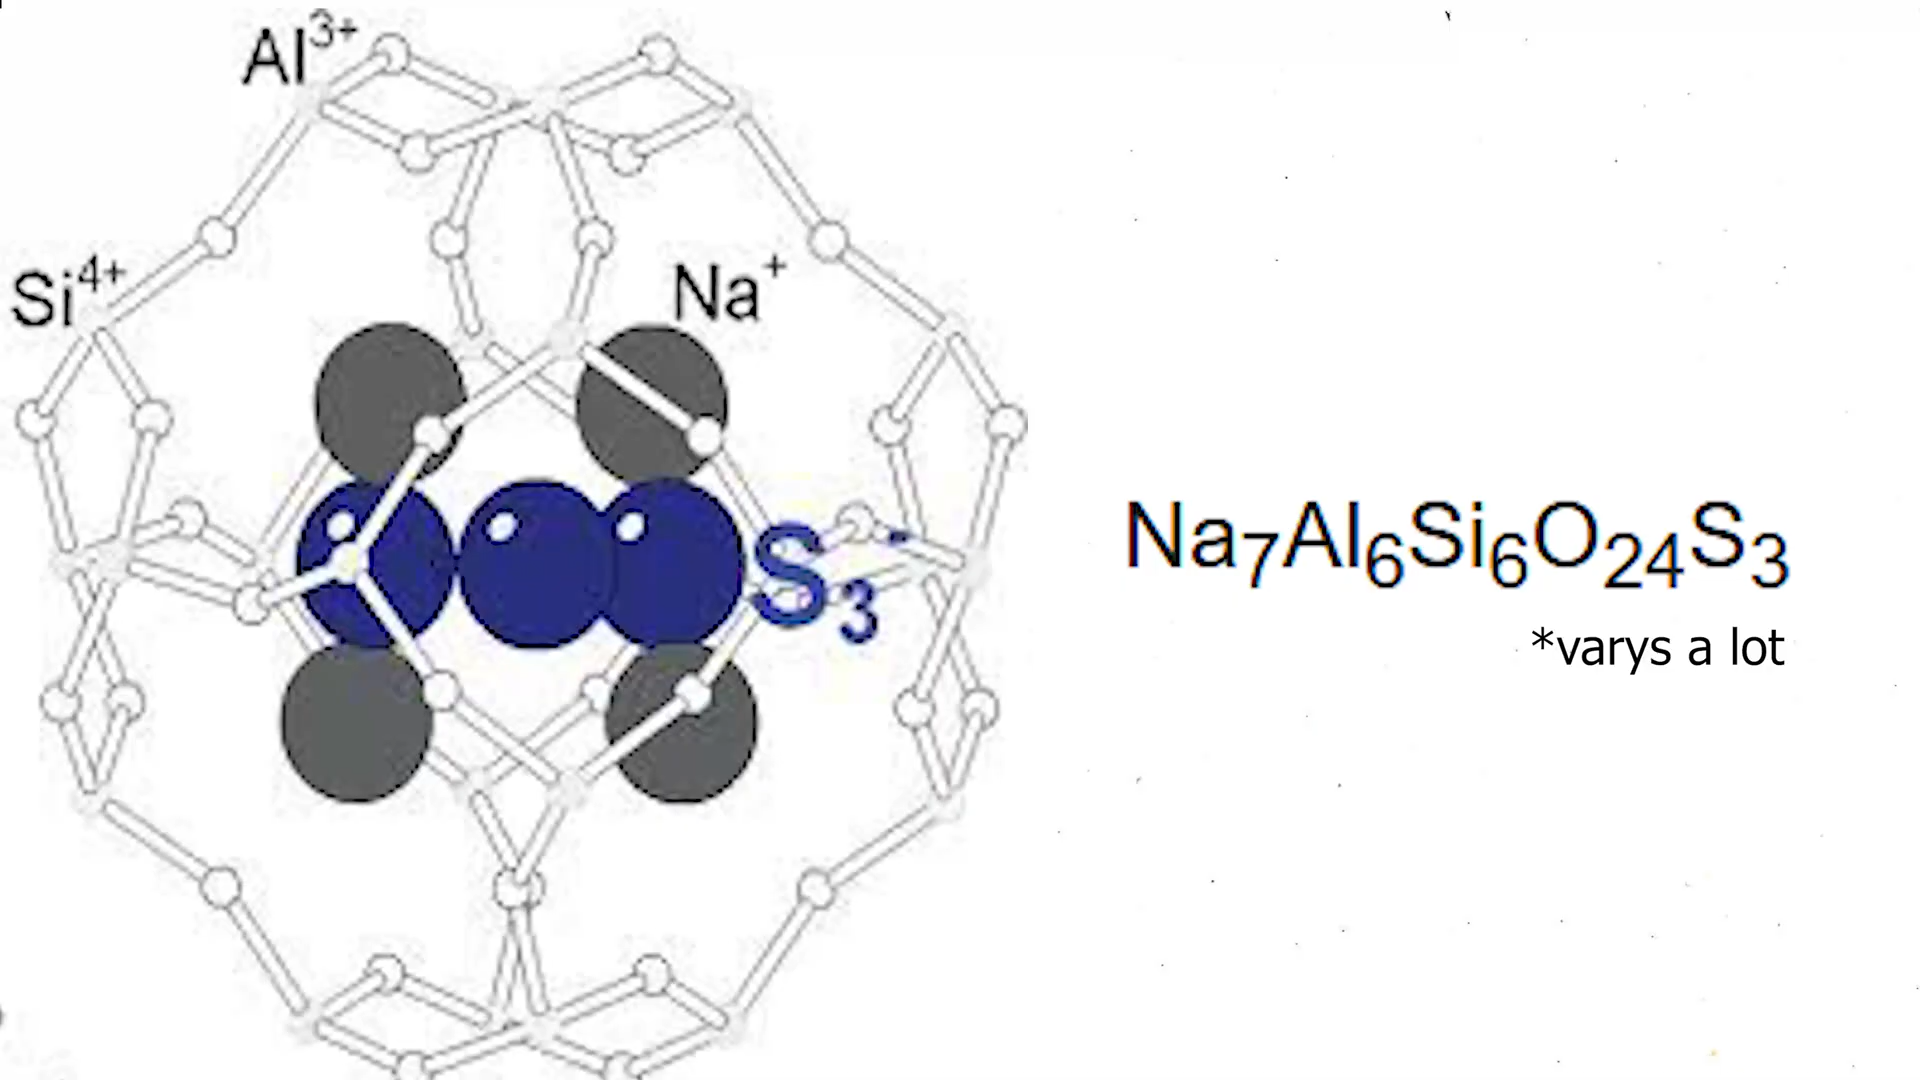 Al³⁺
Si⁴⁺
Na⁺
S₃⁻
Na₇Al₆Si₆O₂₄S₃
*varys a lot